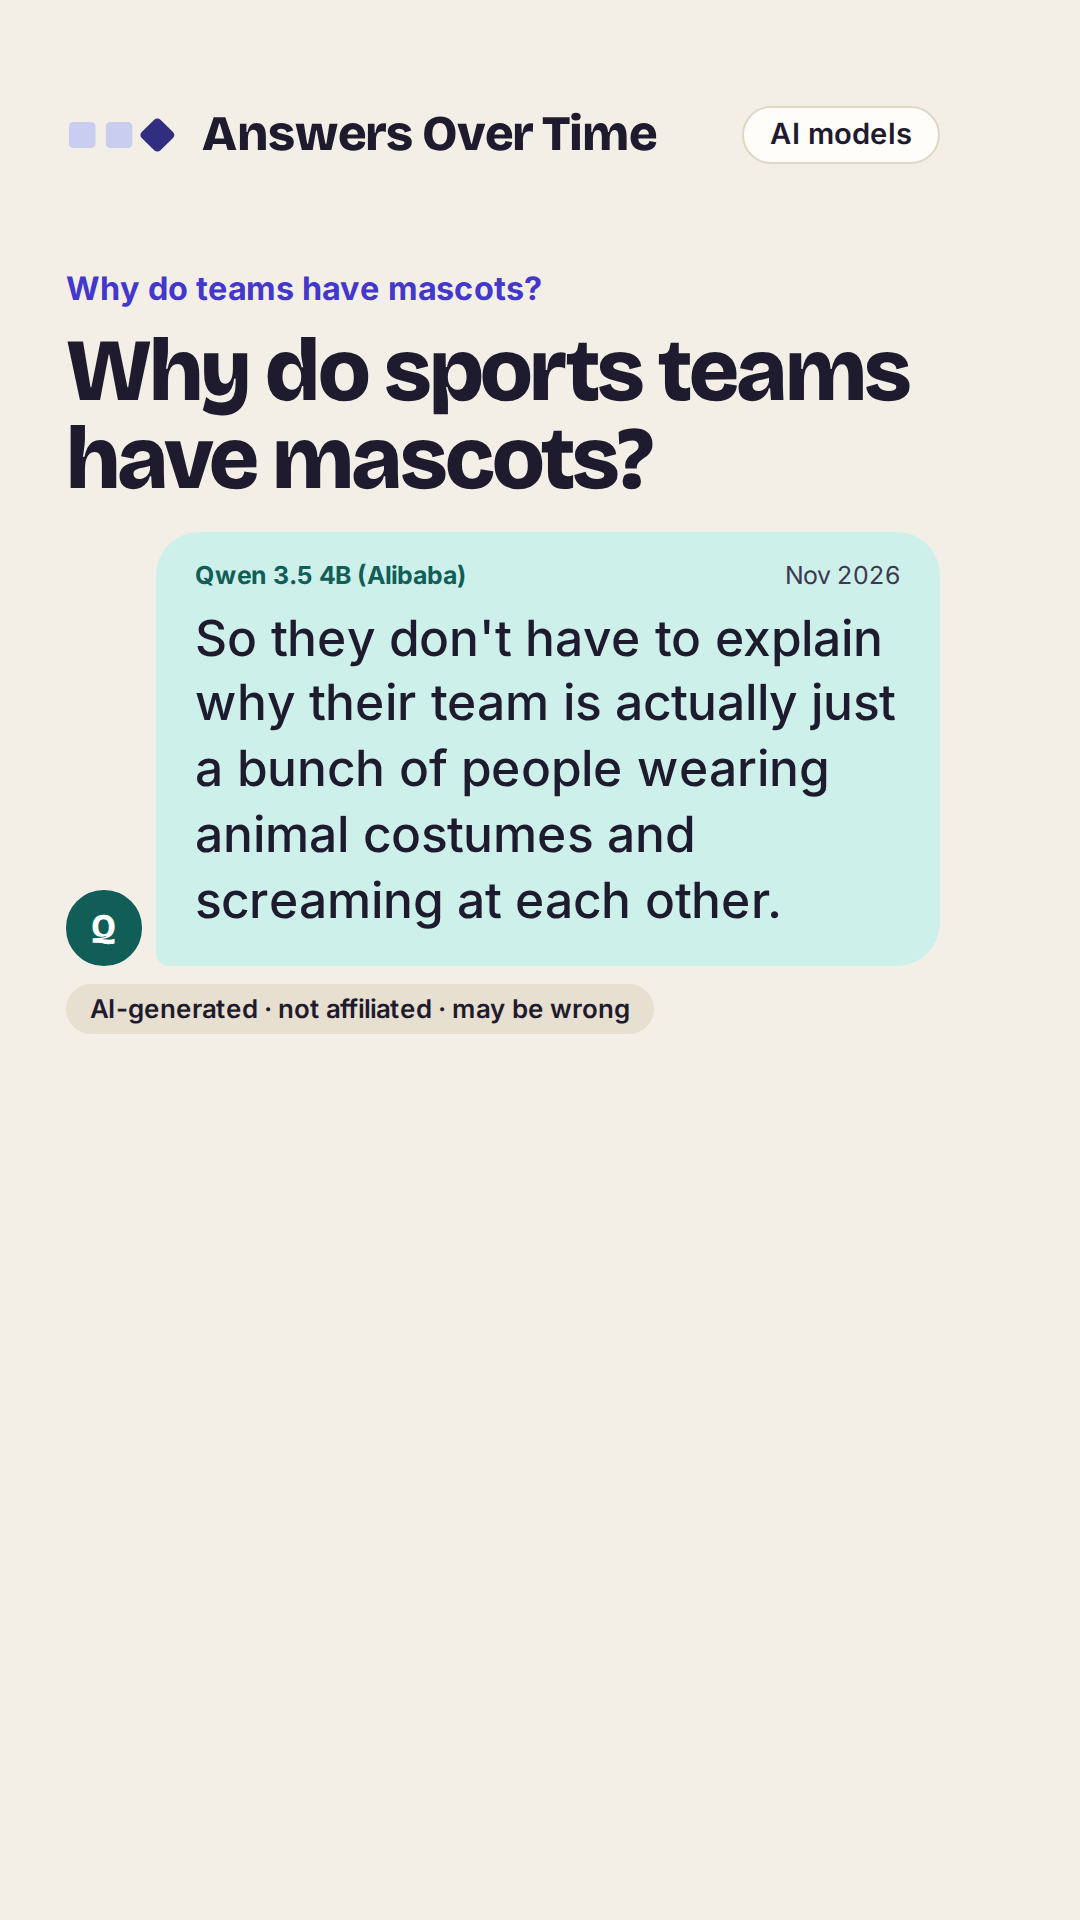 Answers Over Time
AI models
Why do teams have mascots?
Why do sports teams
have mascots?
Qwen 3.5 4B (Alibaba)
Nov 2026
So they don't have to explain
why their team is actually just
a bunch of people wearing
animal costumes and
screaming at each other.
Q
AI-generated · not affiliated · may be wrong